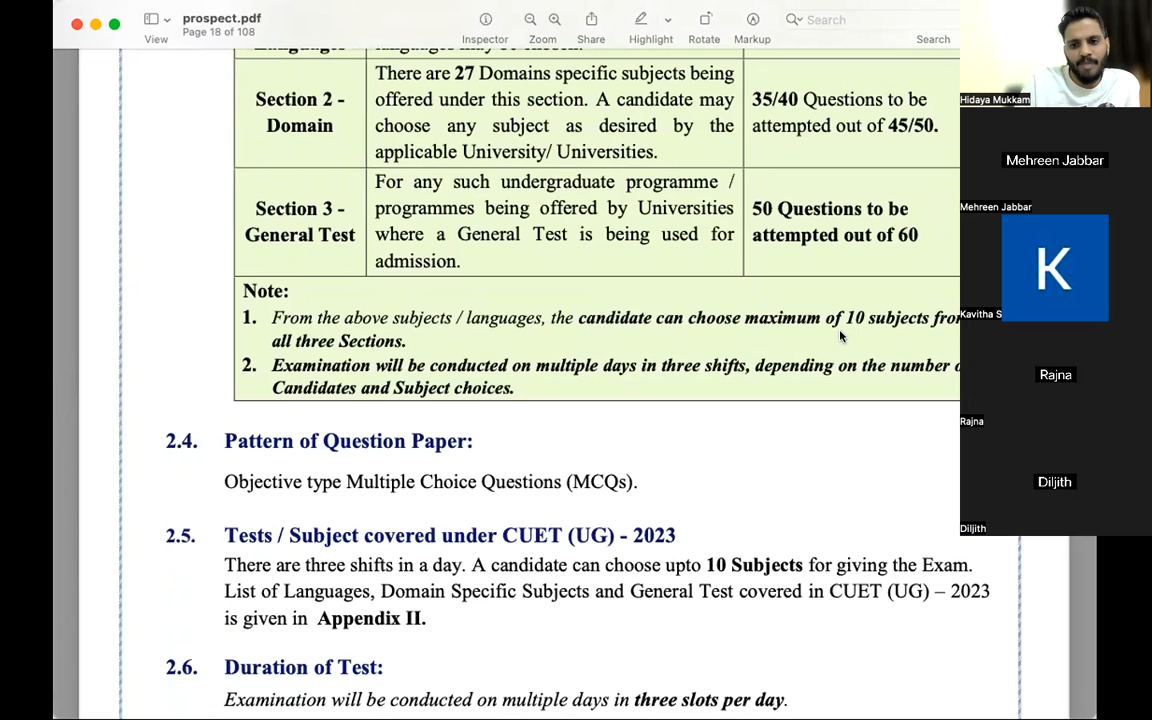 prospect.pdf
Page 18 of 108
View
Inspector
Zoom
Share
Highlight
Rotate
Markup
Search
Search
There are 27 Domains specific subjects being
Section 2 -
Domain
offered under this section. A candidate may
choose any subject as desired by the
applicable University/ Universities.
35/40 Questions to be
attempted out of 45/50.
Section 3 -
General Test
For any such undergraduate programme /
programmes being offered by Universities
where a General Test is being used for
admission.
50 Questions to be
attempted out of 60
Note:
1. From the above subjects / languages, the candidate can choose maximum of 10 subjects from
all three Sections.
2. Examination will be conducted on multiple days in three shifts, depending on the number
Candidates and Subject choices.
2.4. Pattern of Question Paper:
Objective type Multiple Choice Questions (MCQs).
2.5. Tests / Subject covered under CUET (UG) - 2023
There are three shifts in a day. A candidate can choose upto 10 Subjects for giving the Exam.
List of Languages, Domain Specific Subjects and General Test covered in CUET (UG) – 2023
is given in Appendix II.
2.6. Duration of Test:
Examination will be conducted on multiple days in three slots per day.
Hidaya Mukkam
Mehreen Jabbar
Mehreen Jabbar
K
Kavitha S
Rajna
Rajna
Diljith
Diljith